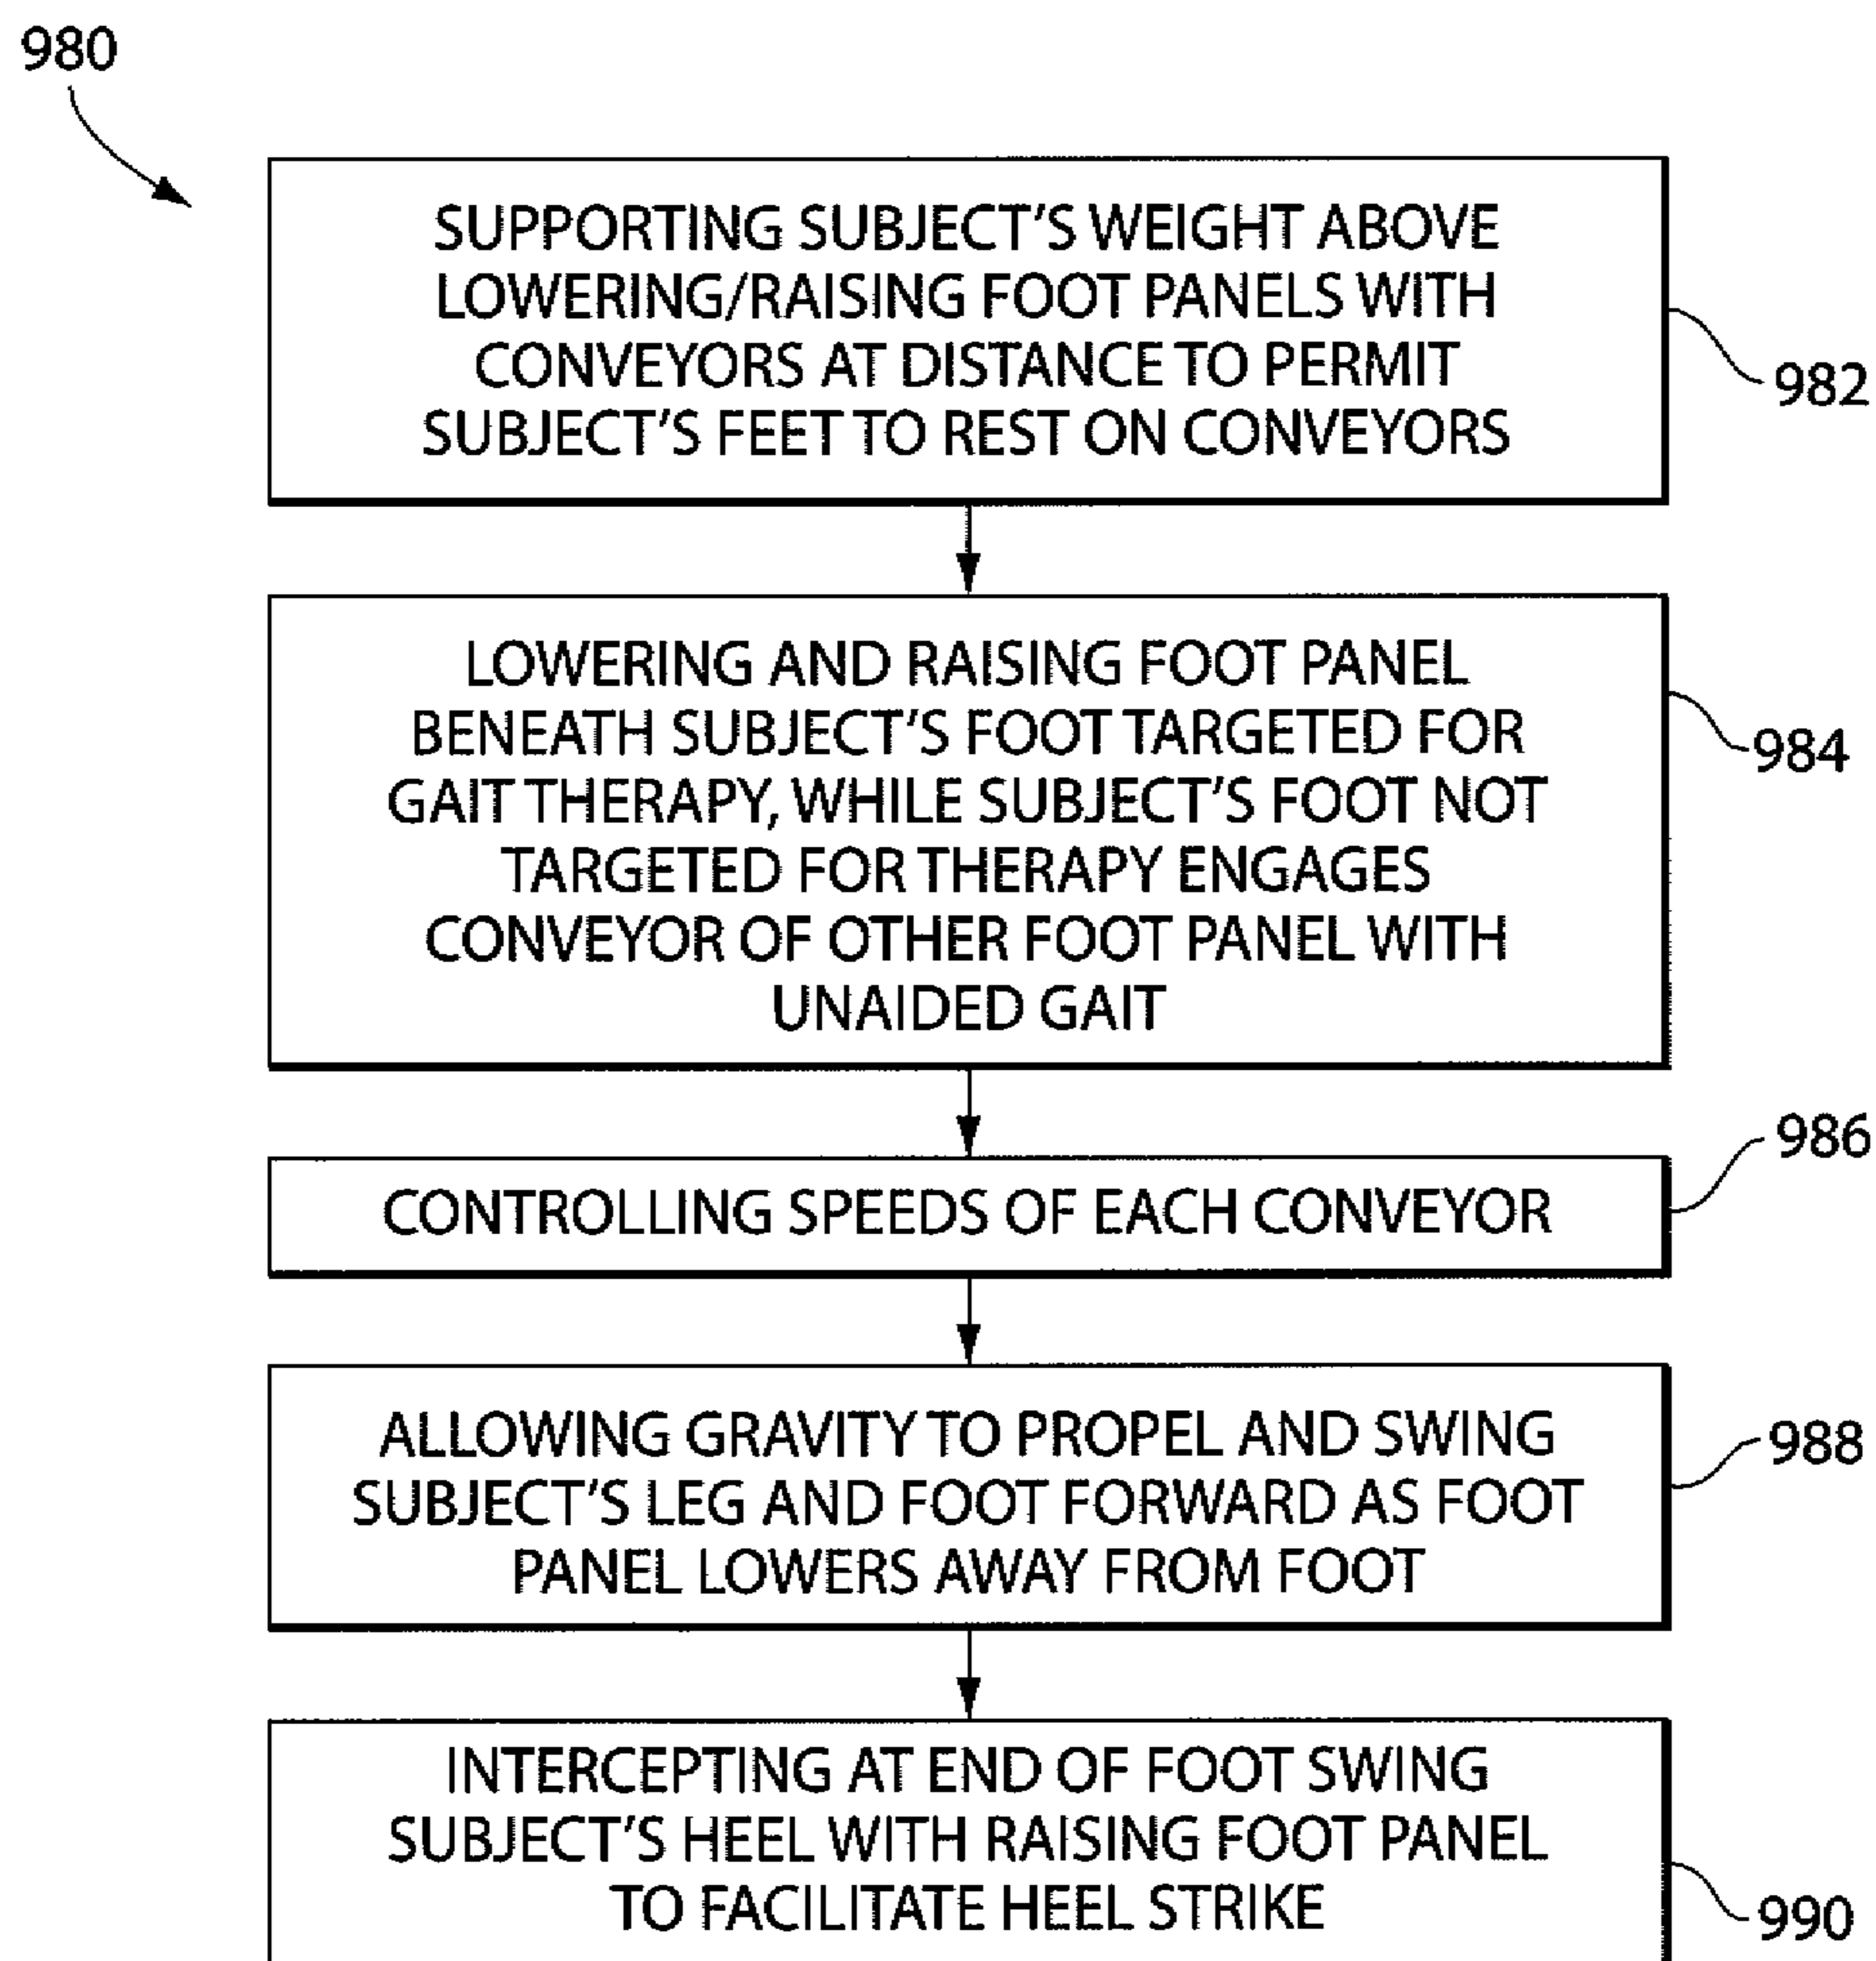 980
SUPPORTING SUBJECT'S WEIGHT ABOVE
LOWERING/RAISING FOOT PANELS WITH
CONVEYORS AT DISTANCE TO PERMIT
SUBJECT'S FEET TO REST ON CONVEYORS
982
LOWERING AND RAISING FOOT PANEL
BENEATH SUBJECT'S FOOT TARGETED FOR
GAIT THERAPY, WHILE SUBJECT'S FOOT NOT
TARGETED FOR THERAPY ENGAGES
CONVEYOR OF OTHER FOOT PANEL WITH
UNAIDED GAIT
984
CONTROLLING SPEEDS OF EACH CONVEYOR
986
ALLOWING GRAVITY TO PROPEL AND SWING
SUBJECT'S LEG AND FOOT FORWARD AS FOOT
PANEL LOWERS AWAY FROM FOOT
988
INTERCEPTING AT END OF FOOT SWING
SUBJECT'S HEEL WITH RAISING FOOT PANEL
TO FACILITATE HEEL STRIKE
990